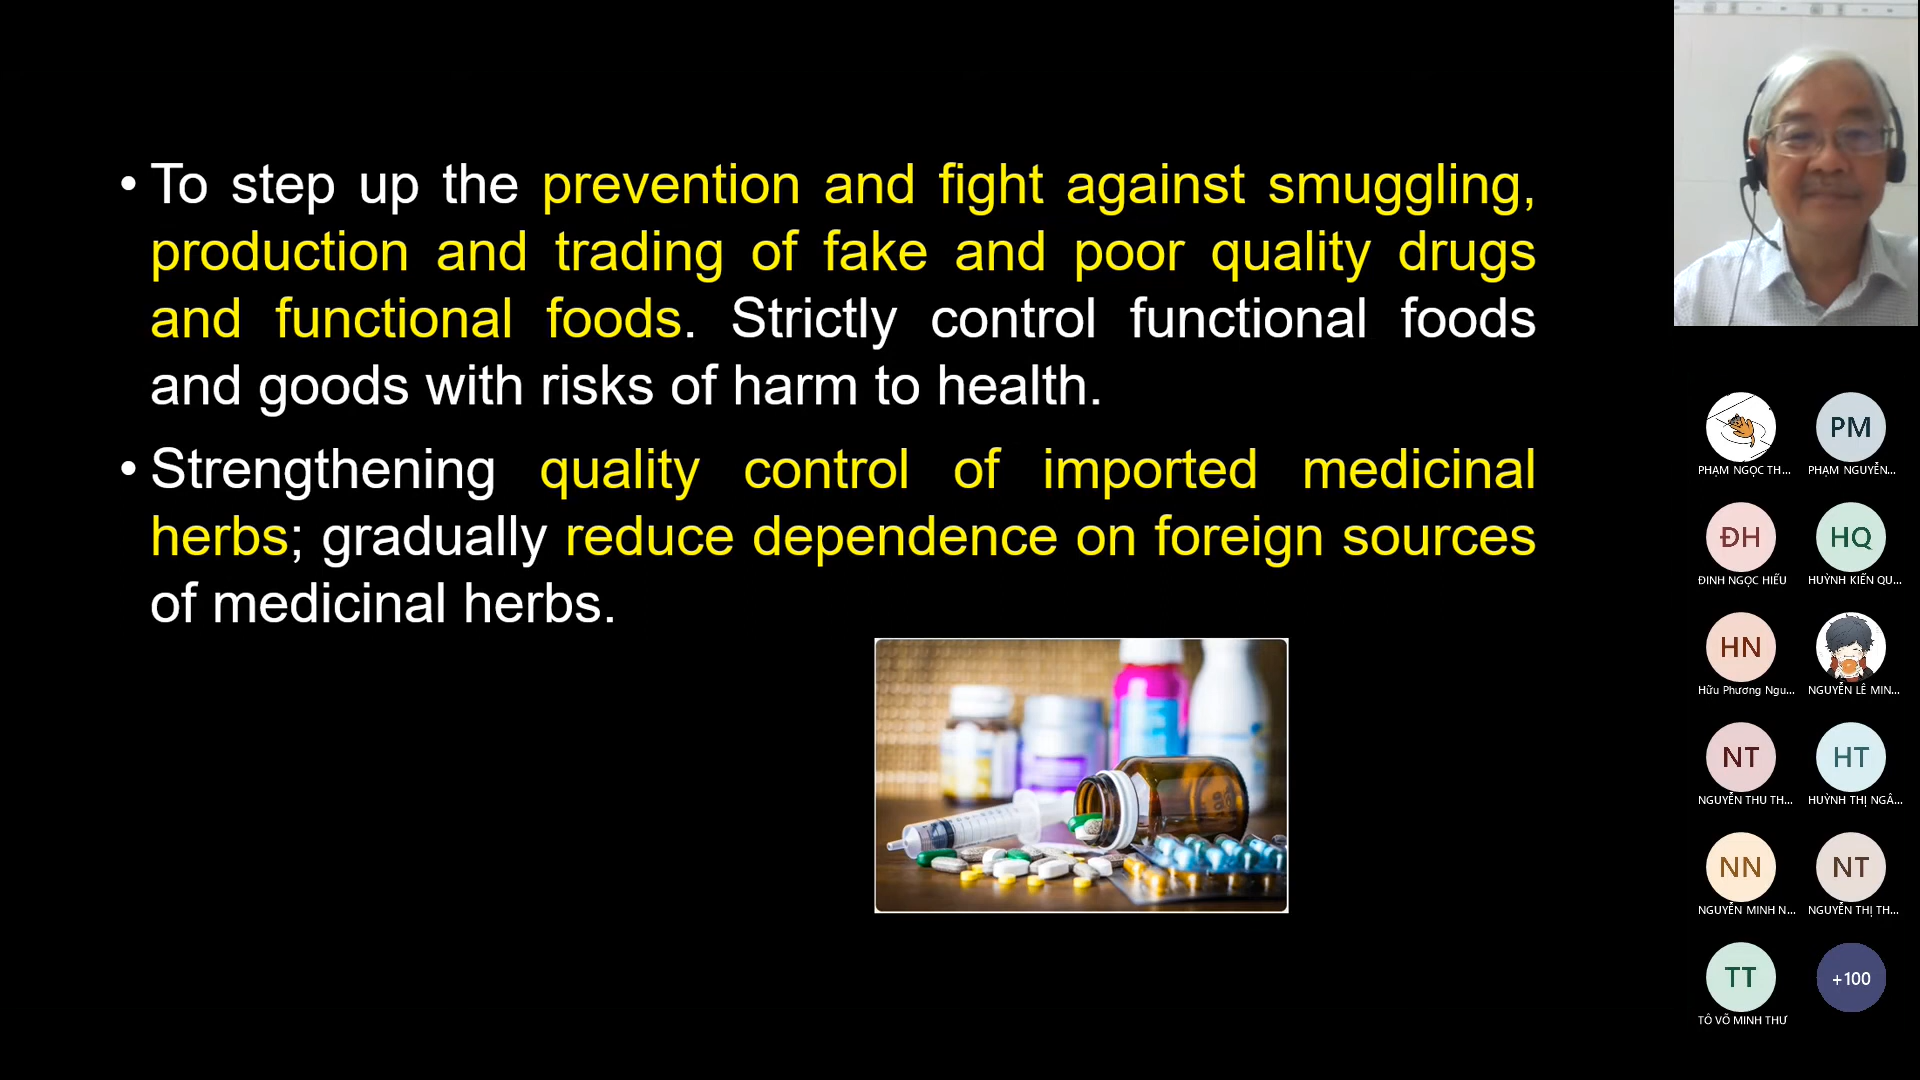 • To step up the prevention and fight against smuggling,
production and trading of fake and poor quality drugs
and functional foods. Strictly control functional foods
and goods with risks of harm to health.
• Strengthening quality control of imported medicinal
herbs; gradually reduce dependence on foreign sources
of medicinal herbs.
PM
PHẠM NGỌC TH... PHẠM NGUYỄN...
ĐH HQ
ĐINH NGỌC HIẾU HUỲNH KIẾN QU...
HN
Hữu Phương Ngu... NGUYỄN LÊ MIN...
NT HT
NGUYỄN THU TH... HUỲNH THỊ NGÂ...
NN NT
NGUYỄN MINH N... NGUYỄN THỊ TH...
TT +100
TÔ VÕ MINH THƯ